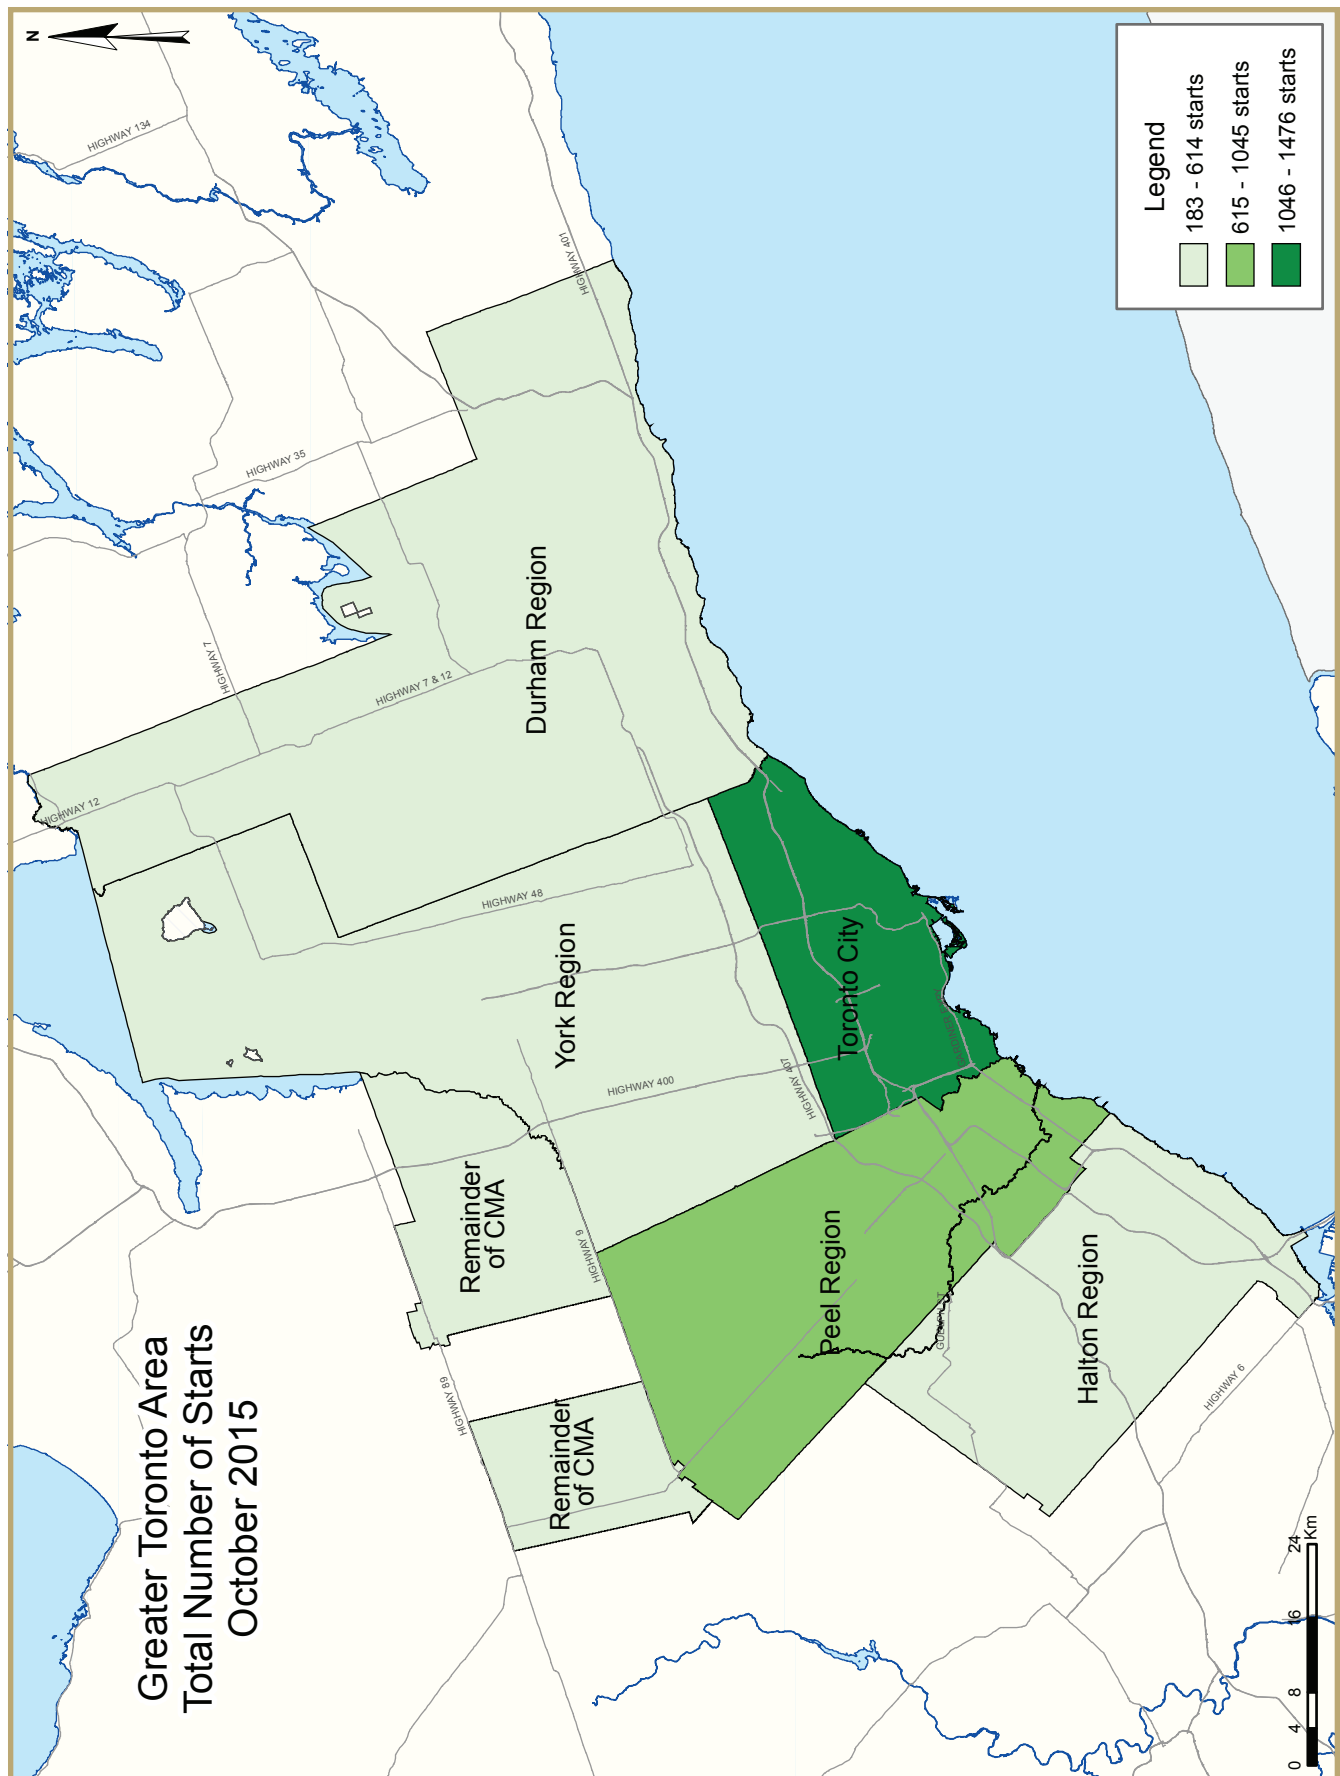 Greater Toronto Area
Total Number of Starts
October 2015
N
HIGHWAY 134
HIGHWAY 401
HIGHWAY 35
HIGHWAY 7
HIGHWAY 7 & 12
HIGHWAY 12
Durham Region
HIGHWAY 48
York Region
HIGHWAY 400
HIGHWAY 407
Toronto City
Remainder
of CMA
HIGHWAY 9
HIGHWAY 89
Remainder
of CMA
Peel Region
Halton Region
HIGHWAY 6
Legend
183 - 614 starts
615 - 1045 starts
1046 - 1476 starts
0 4 8 16 24
Km